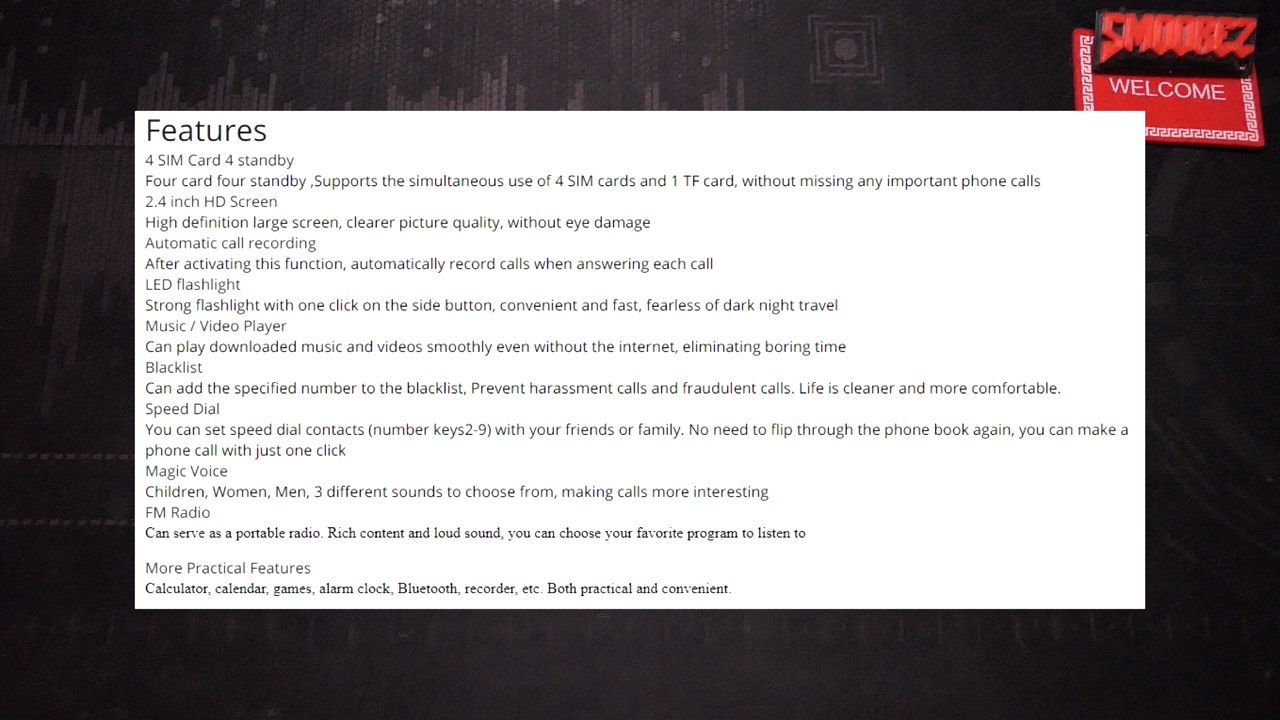 SMOOREZ
WELCOME
Features
4 SIM Card 4 standby
Four card four standby ,Supports the simultaneous use of 4 SIM cards and 1 TF card, without missing any important phone calls
2.4 inch HD Screen
High definition large screen, clearer picture quality, without eye damage
Automatic call recording
After activating this function, automatically record calls when answering each call
LED flashlight
Strong flashlight with one click on the side button, convenient and fast, fearless of dark night travel
Music / Video Player
Can play downloaded music and videos smoothly even without the internet, eliminating boring time
Blacklist
Can add the specified number to the blacklist, Prevent harassment calls and fraudulent calls. Life is cleaner and more comfortable.
Speed Dial
You can set speed dial contacts (number keys2-9) with your friends or family. No need to flip through the phone book again, you can make a
phone call with just one click
Magic Voice
Children, Women, Men, 3 different sounds to choose from, making calls more interesting
FM Radio
Can serve as a portable radio. Rich content and loud sound, you can choose your favorite program to listen to
More Practical Features
Calculator, calendar, games, alarm clock, Bluetooth, recorder, etc. Both practical and convenient.